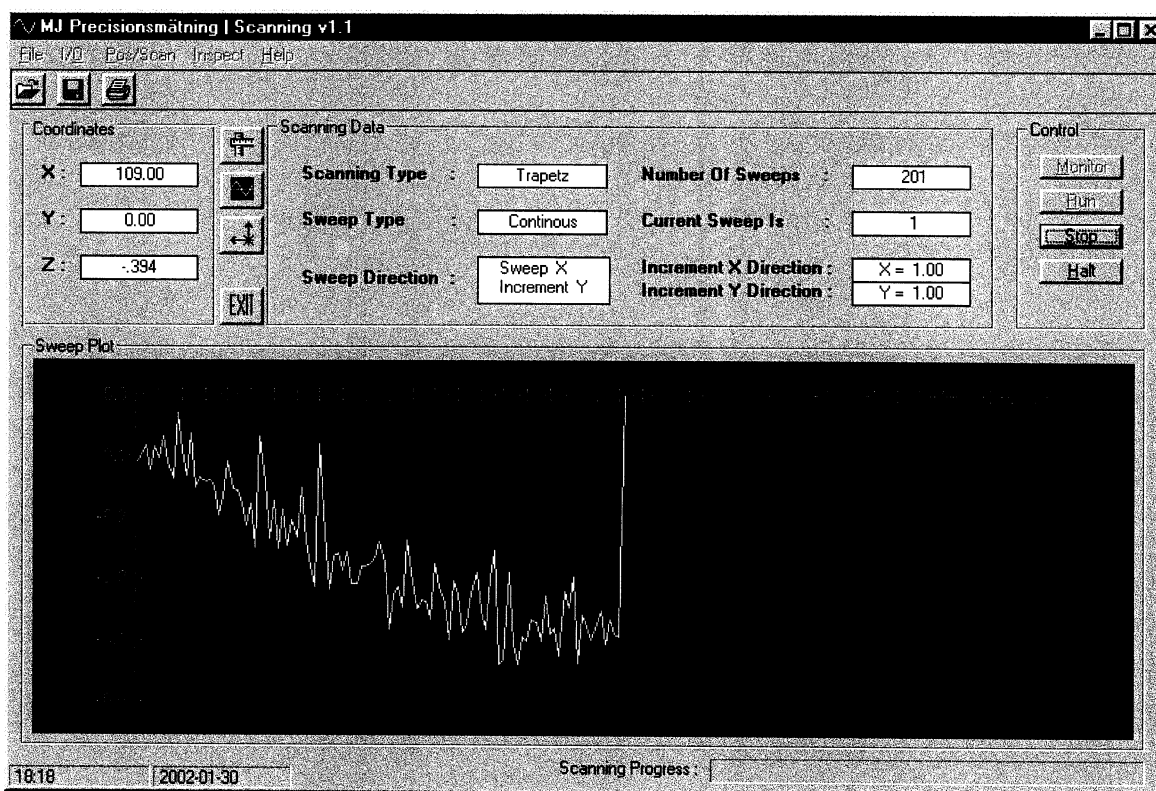 MJ Precisionsmätning | Scanning v1.1
File I/O Pos/Scan Inspect Help
Coordinates
X : 109.00
Y : 0.00
Z : -.394
EXIT
Scanning Data
Scanning Type : Trapetz
Sweep Type : Continous
Sweep Direction : Sweep X
Increment Y
Number Of Sweeps : 201
Current Sweep Is : 1
Increment X Direction : X = 1.00
Increment Y Direction : Y = 1.00
Control
Monitor
Run
Stop
Halt
Sweep Plot
18:18
2002-01-30
Scanning Progress :